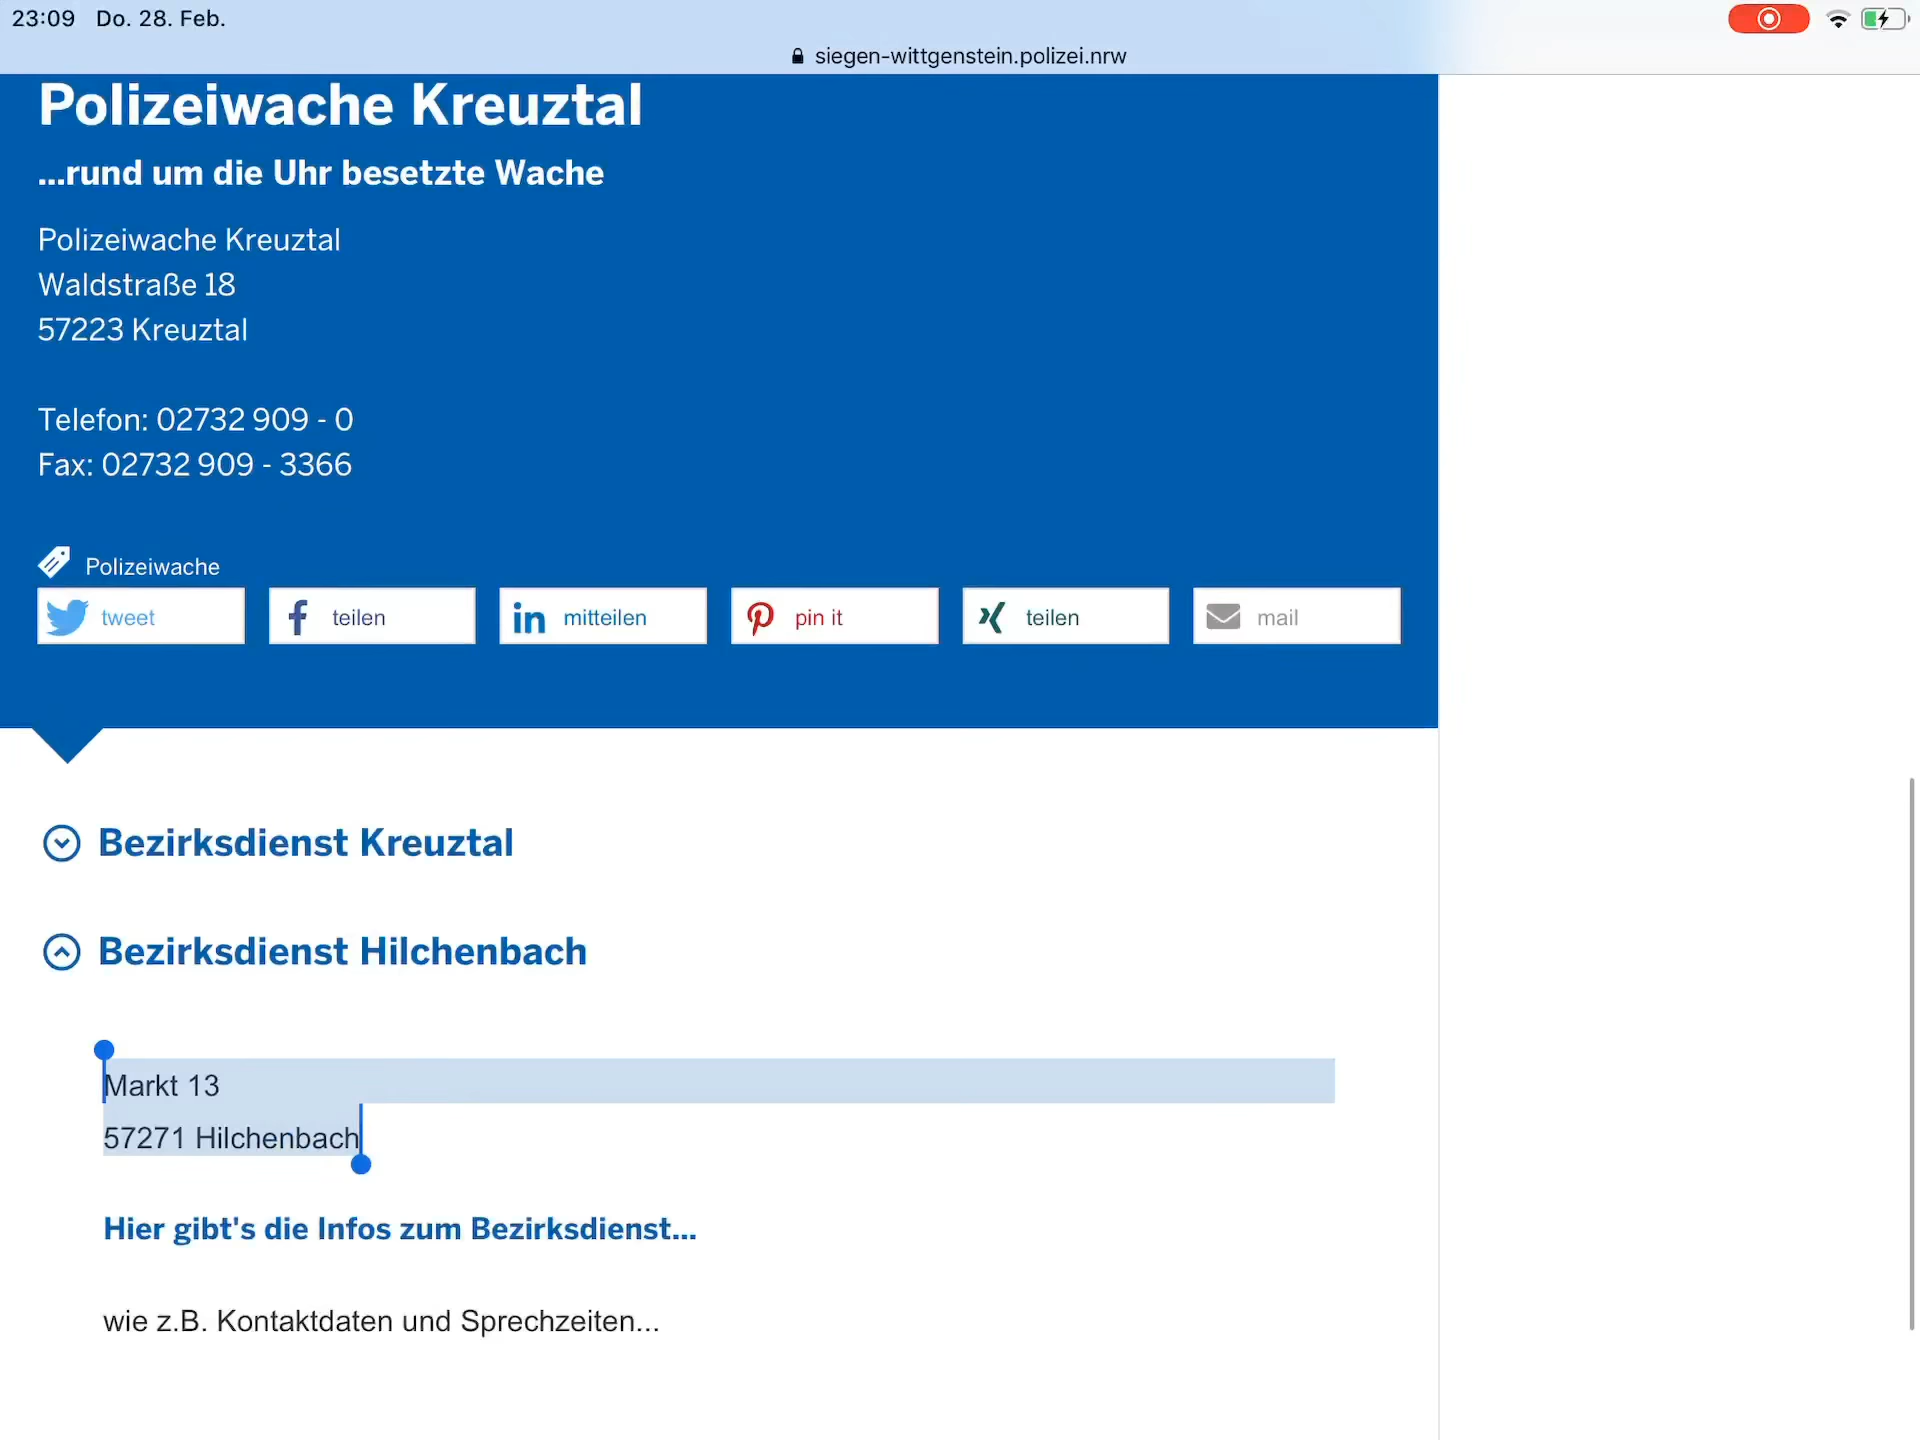 23:09 Do. 28. Feb.
siegen-wittgenstein.polizei.nrw
Polizeiwache Kreuztal
...rund um die Uhr besetzte Wache
Polizeiwache Kreuztal
Waldstraße 18
57223 Kreuztal
Telefon: 02732 909 - 0
Fax: 02732 909 - 3366
Polizeiwache
tweet teilen mitteilen pin it teilen mail
Bezirksdienst Kreuztal
Bezirksdienst Hilchenbach
Markt 13
57271 Hilchenbach
Hier gibt's die Infos zum Bezirksdienst...
wie z.B. Kontaktdaten und Sprechzeiten...